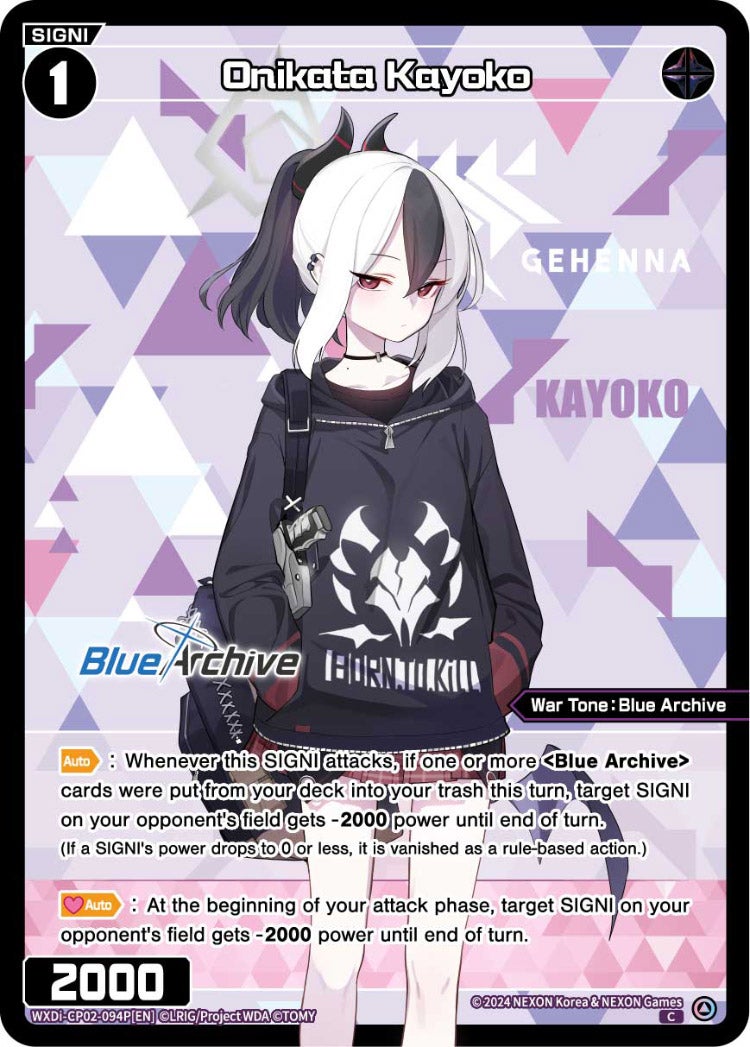 SIGNI
1
Onikata Kayoko
GEHENNA
KAYOKO
BORN.TO.KILL
Blue Archive
War Tone:Blue Archive
Auto : Whenever this SIGNI attacks, if one or more <Blue Archive>
cards were put from your deck into your trash this turn, target SIGNI
on your opponent's field gets -2000 power until end of turn.
(If a SIGNI's power drops to 0 or less, it is vanished as a rule-based action.)
Auto : At the beginning of your attack phase, target SIGNI on your
opponent's field gets -2000 power until end of turn.
2000
WXDi-CP02-094P[EN] ©LRIG/Project WDA ©TOMY
©2024 NEXON Korea & NEXON Games
C